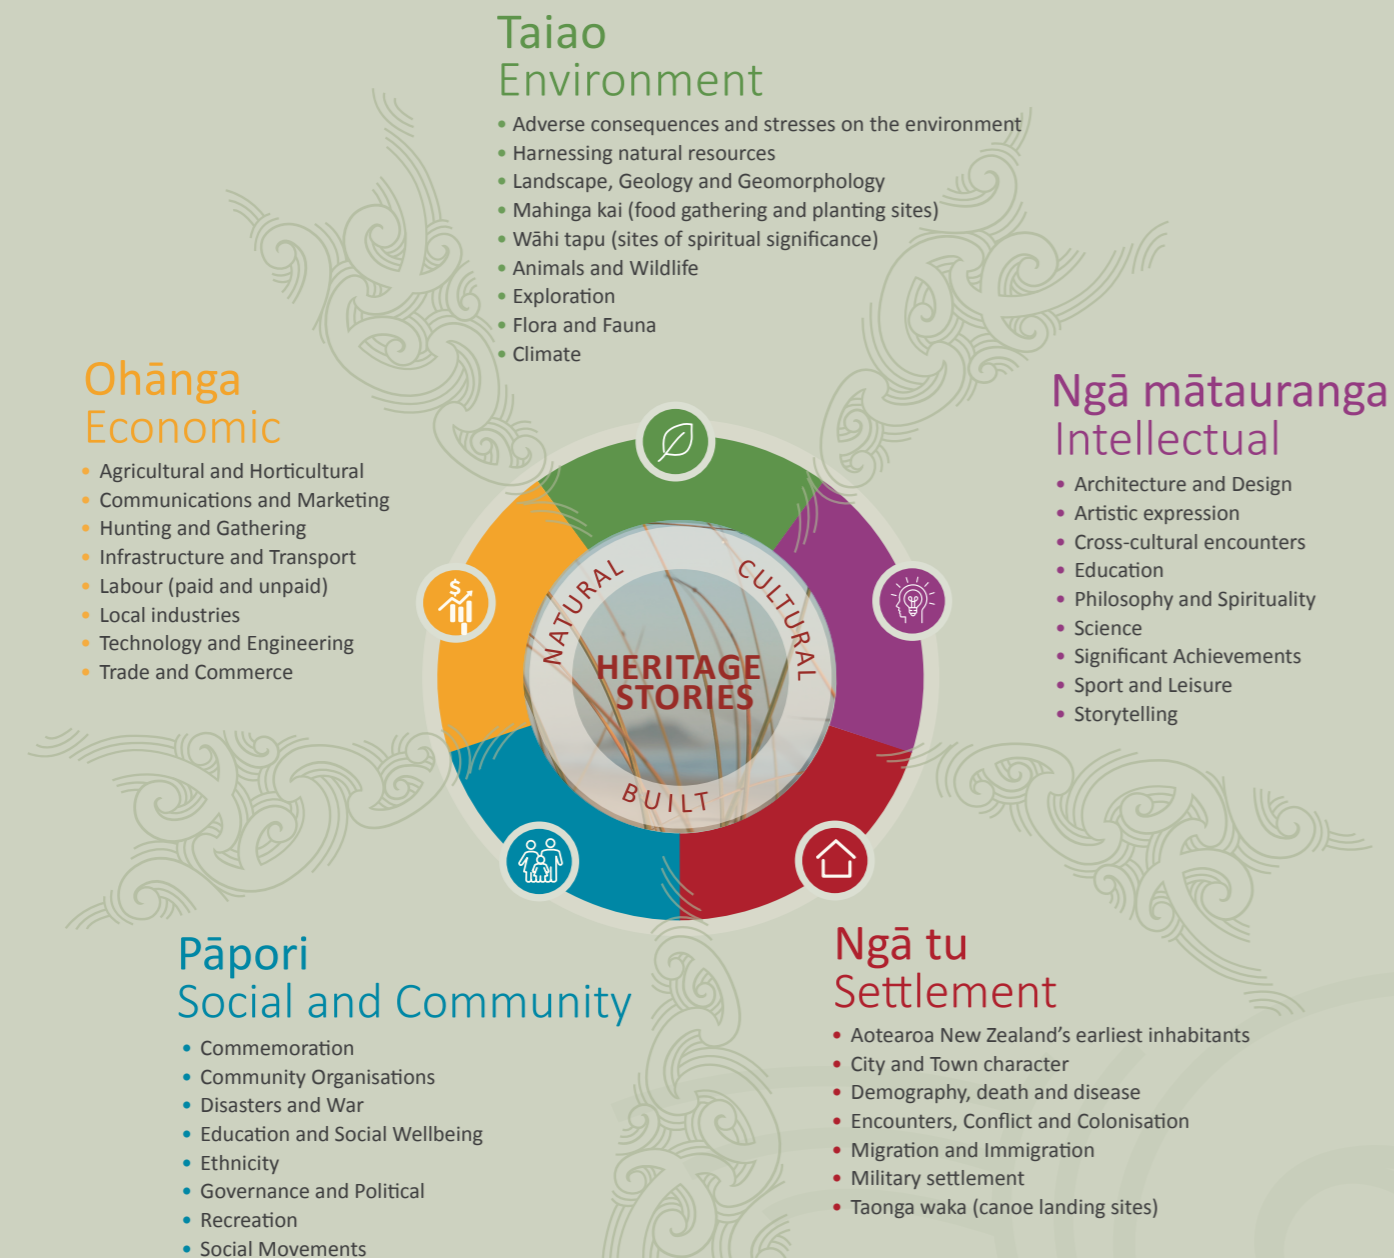 Taiao
Environment
• Adverse consequences and stresses on the environment
• Harnessing natural resources
• Landscape, Geology and Geomorphology
• Mahinga kai (food gathering and planting sites)
• Wāhi tapu (sites of spiritual significance)
• Animals and Wildlife
• Exploration
• Flora and Fauna
• Climate
Ohānga
Economic
• Agricultural and Horticultural
• Communications and Marketing
• Hunting and Gathering
• Infrastructure and Transport
• Labour (paid and unpaid)
• Local industries
• Technology and Engineering
• Trade and Commerce
Ngā mātauranga
Intellectual
• Architecture and Design
• Artistic expression
• Cross-cultural encounters
• Education
• Philosophy and Spirituality
• Science
• Significant Achievements
• Sport and Leisure
• Storytelling
$
NATURAL
CULTURAL
HERITAGE
STORIES
BUILT
Pāpori
Social and Community
• Commemoration
• Community Organisations
• Disasters and War
• Education and Social Wellbeing
• Ethnicity
• Governance and Political
• Recreation
• Social Movements
Ngā tu
Settlement
• Aotearoa New Zealand's earliest inhabitants
• City and Town character
• Demography, death and disease
• Encounters, Conflict and Colonisation
• Migration and Immigration
• Military settlement
• Taonga waka (canoe landing sites)